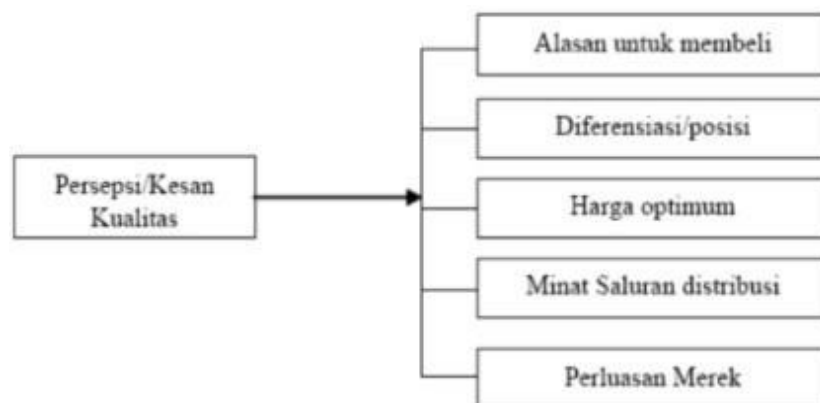 Persepsi/Kesan
Kualitas
Alasan untuk membeli
Diferensiasi/posisi
Harga optimum
Minat Saluran distribusi
Perluasan Merek